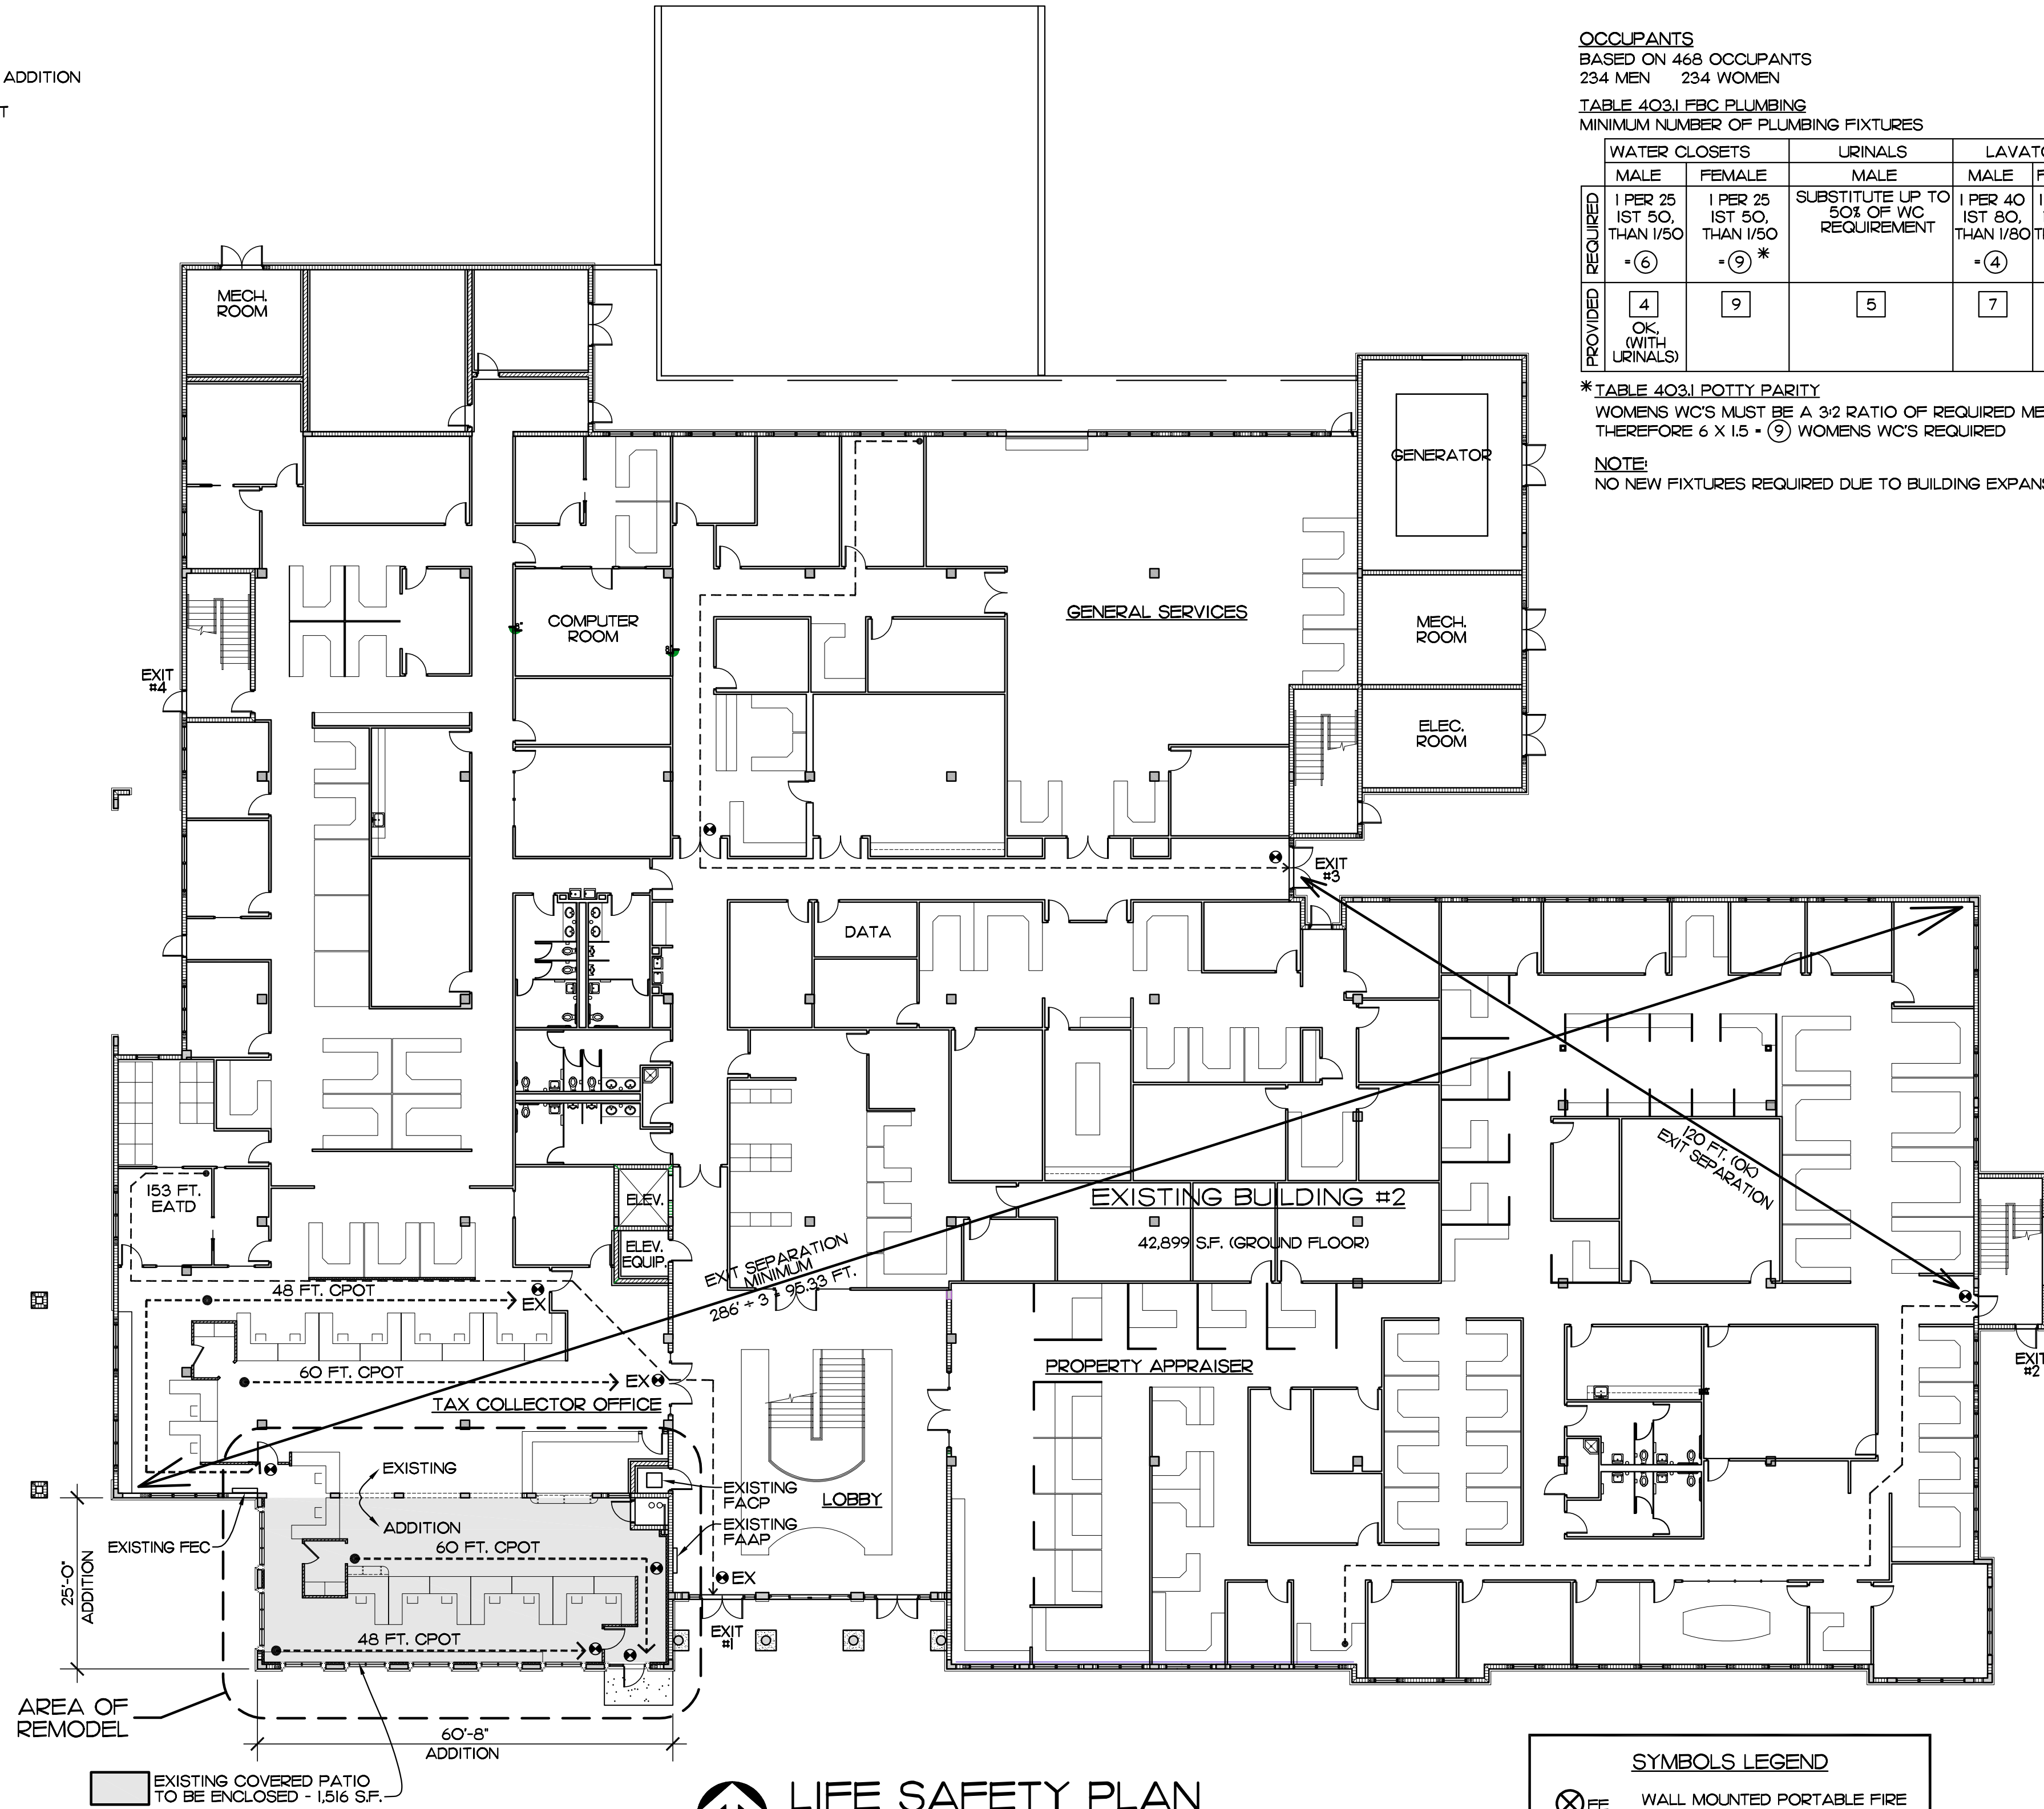 ADDITION
T
OCCUPANTS
BASED ON 468 OCCUPANTS
234 MEN 234 WOMEN
TABLE 403.1 FBC PLUMBING
MINIMUM NUMBER OF PLUMBING FIXTURES
WATER CLOSETS
URINALS
LAVATO
MALE
FEMALE
MALE
MALE
F
REQUIRED
1 PER 25
1ST 50,
THAN 1/50
= 6
1 PER 25
1ST 50,
THAN 1/50
= 9 *
SUBSTITUTE UP TO
50% OF WC
REQUIREMENT
1 PER 40
1ST 80,
THAN 1/80
= 4
PROVIDED
4
OK,
(WITH
URINALS)
9
5
7
* TABLE 403.1 POTTY PARITY
WOMENS WC'S MUST BE A 3:2 RATIO OF REQUIRED ME
THEREFORE 6 X 1.5 = 9 WOMENS WC'S REQUIRED
NOTE:
NO NEW FIXTURES REQUIRED DUE TO BUILDING EXPANS
MECH.
ROOM
GENERATOR
COMPUTER
ROOM
GENERAL SERVICES
MECH.
ROOM
EXIT
#4
ELEC.
ROOM
EXIT
#3
DATA
120 FT. (OK)
EXIT SEPARATION
153 FT.
EATD
ELEV.
EXISTING BUILDING #2
42,899 S.F. (GROUND FLOOR)
ELEV.
EQUIP.
EXIT SEPARATION
MINIMUM
286' ÷ 3 = 95.33 FT.
48 FT. CPOT
EX
60 FT. CPOT
EX
PROPERTY APPRAISER
EXIT
#2
TAX COLLECTOR OFFICE
EXISTING
EXISTING
FACP
LOBBY
ADDITION
EXISTING
FAAP
EXISTING FEC
60 FT. CPOT
25'-0"
ADDITION
EX
48 FT. CPOT
EXIT
#1
AREA OF
REMODEL
60'-8"
ADDITION
EXISTING COVERED PATIO
TO BE ENCLOSED - 1,516 S.F.
LIFE SAFETY PLAN
SYMBOLS LEGEND
FE
WALL MOUNTED PORTABLE FIRE